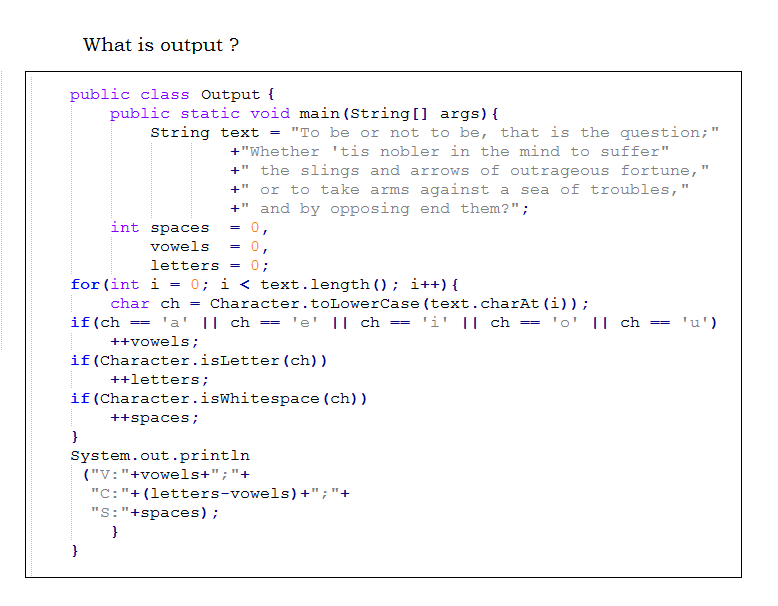 What is output ?
public class Output {
public static void main(String[] args){
String text = "To be or not to be, that is the question;"
+"Whether 'tis nobler in the mind to suffer"
+" the slings and arrows of outrageous fortune,"
+" or to take arms against a sea of troubles,"
+" and by opposing end them?";
int spaces = 0,
vowels = 0,
letters = 0;
for(int i = 0; i < text.length(); i++){
char ch = Character.toLowerCase(text.charAt(i));
if(ch == 'a' || ch == 'e' || ch == 'i' || ch == 'o' || ch == 'u')
++vowels;
if(Character.isLetter(ch))
++letters;
if(Character.isWhitespace(ch))
++spaces;
}
System.out.println
("V:"+vowels+";"+
"C:"+(letters-vowels)+";"+
"S:"+spaces);
}
}